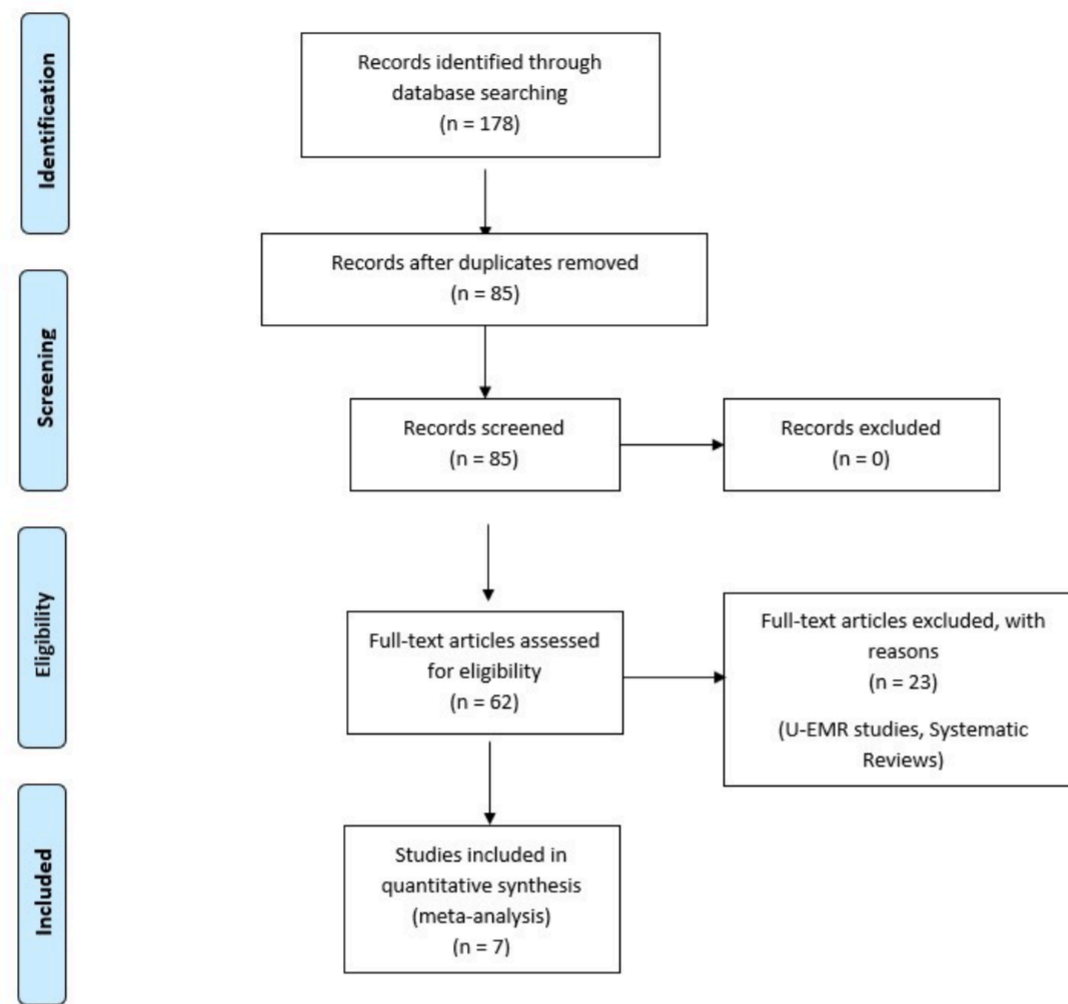 Identification
Records identified through
database searching
(n = 178)
Records after duplicates removed
(n = 85)
Screening
Records screened
(n = 85)
Records excluded
(n = 0)
Eligibility
Full-text articles assessed
for eligibility
(n = 62)
Full-text articles excluded, with
reasons
(n = 23)
(U-EMR studies, Systematic
Reviews)
Included
Studies included in
quantitative synthesis
(meta-analysis)
(n = 7)